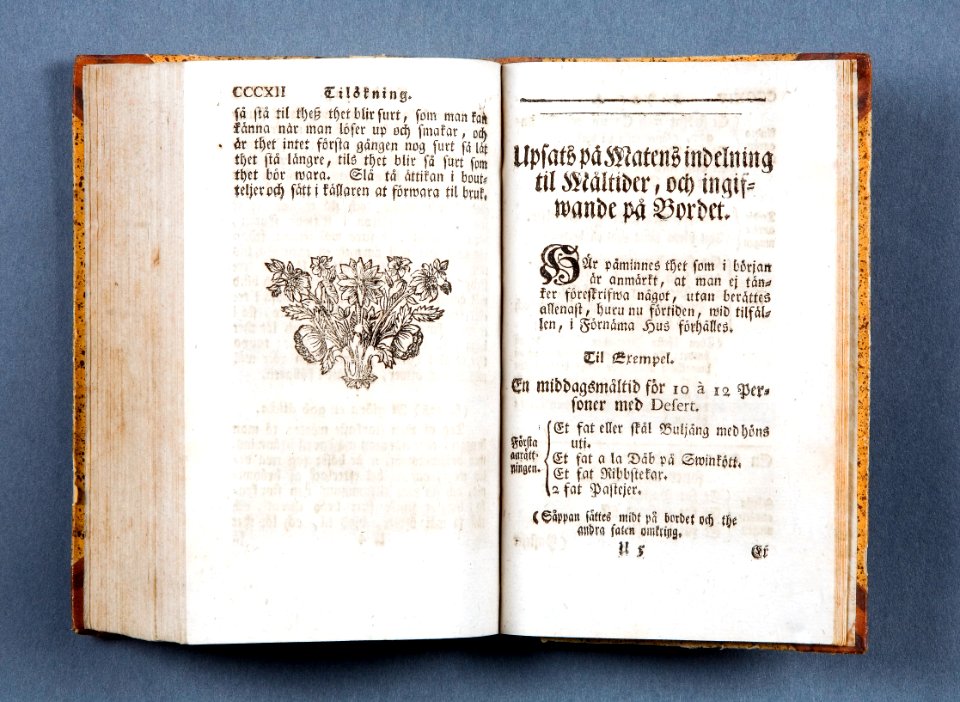 CCCXII Tilökning.
så stå til theß thet blir surt, som man kan
känna när man löser up och smakar, och
är thet intet första gången nog surt så låt
thet stå längre, tils thet blir så surt som
thet bör wara. Slå tå ättikan i bout-
teljer och sätt i källaren at förwara til bruk.
Upsats på Matens indelning
til Måltider, och ingif-
wande på Bordet.
Här påminnes thet som i början
är anmärkt, at man ej tän-
ker föreskrifwa något, utan berättes
allenast, huru nu förtiden, wid tilfäl-
len, i Förnäma Hus förhålles.
Til Exempel.
En middagsmåltid för 10 à 12 Per-
soner med Desert.
Första
anrätt-
ningen.
Et fat eller skål Buljäng med höns
uti.
Et fat a la Däb på Swinkött.
Et fat Ribbstekar.
2 fat Pastejer.
(Såppan sättes midt på bordet och the
andra faten omkring.
U 5 Et